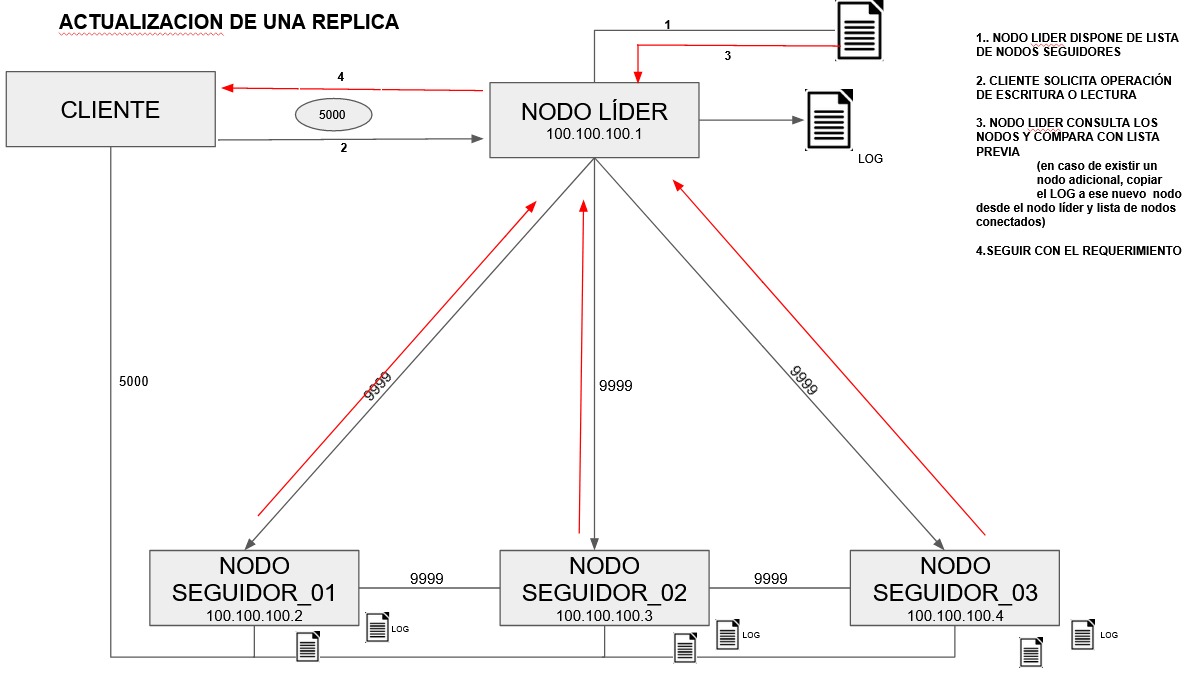 ACTUALIZACION DE UNA REPLICA
1
3
1.. NODO LIDER DISPONE DE LISTA
DE NODOS SEGUIDORES
2. CLIENTE SOLICITA OPERACIÓN
DE ESCRITURA O LECTURA
3. NODO LIDER CONSULTA LOS
NODOS Y COMPARA CON LISTA
PREVIA
(en caso de existir un
nodo adicional, copiar
el LOG a ese nuevo nodo
desde el nodo líder y lista de nodos
conectados)
4.SEGUIR CON EL REQUERIMIENTO
CLIENTE
4
5000
2
NODO LÍDER
100.100.100.1
LOG
5000
9999
9999
9999
NODO
SEGUIDOR_01
100.100.100.2
9999
NODO
SEGUIDOR_02
100.100.100.3
9999
NODO
SEGUIDOR_03
100.100.100.4
LOG
LOG
LOG